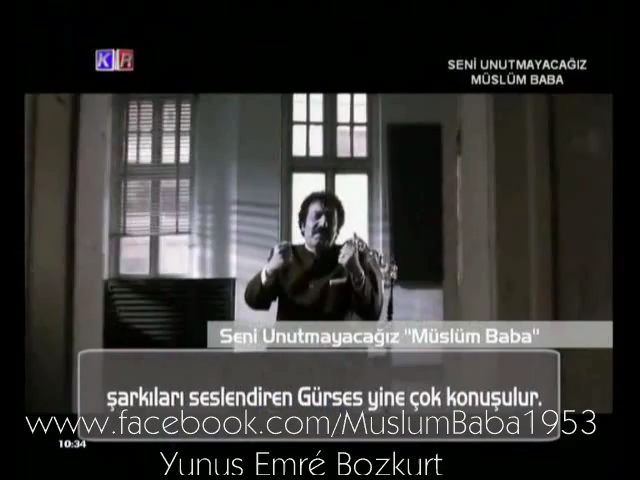 KR
SENİ UNUTMAYACAĞIZ
MÜSLÜM BABA
Seni Unutmayacağız "Müslüm Baba"
şarkıları seslendiren Gürses yine çok konuşulur.
www.facebook.com/MuslumBaba1953
10:34
Yunus Emré Bozkurt